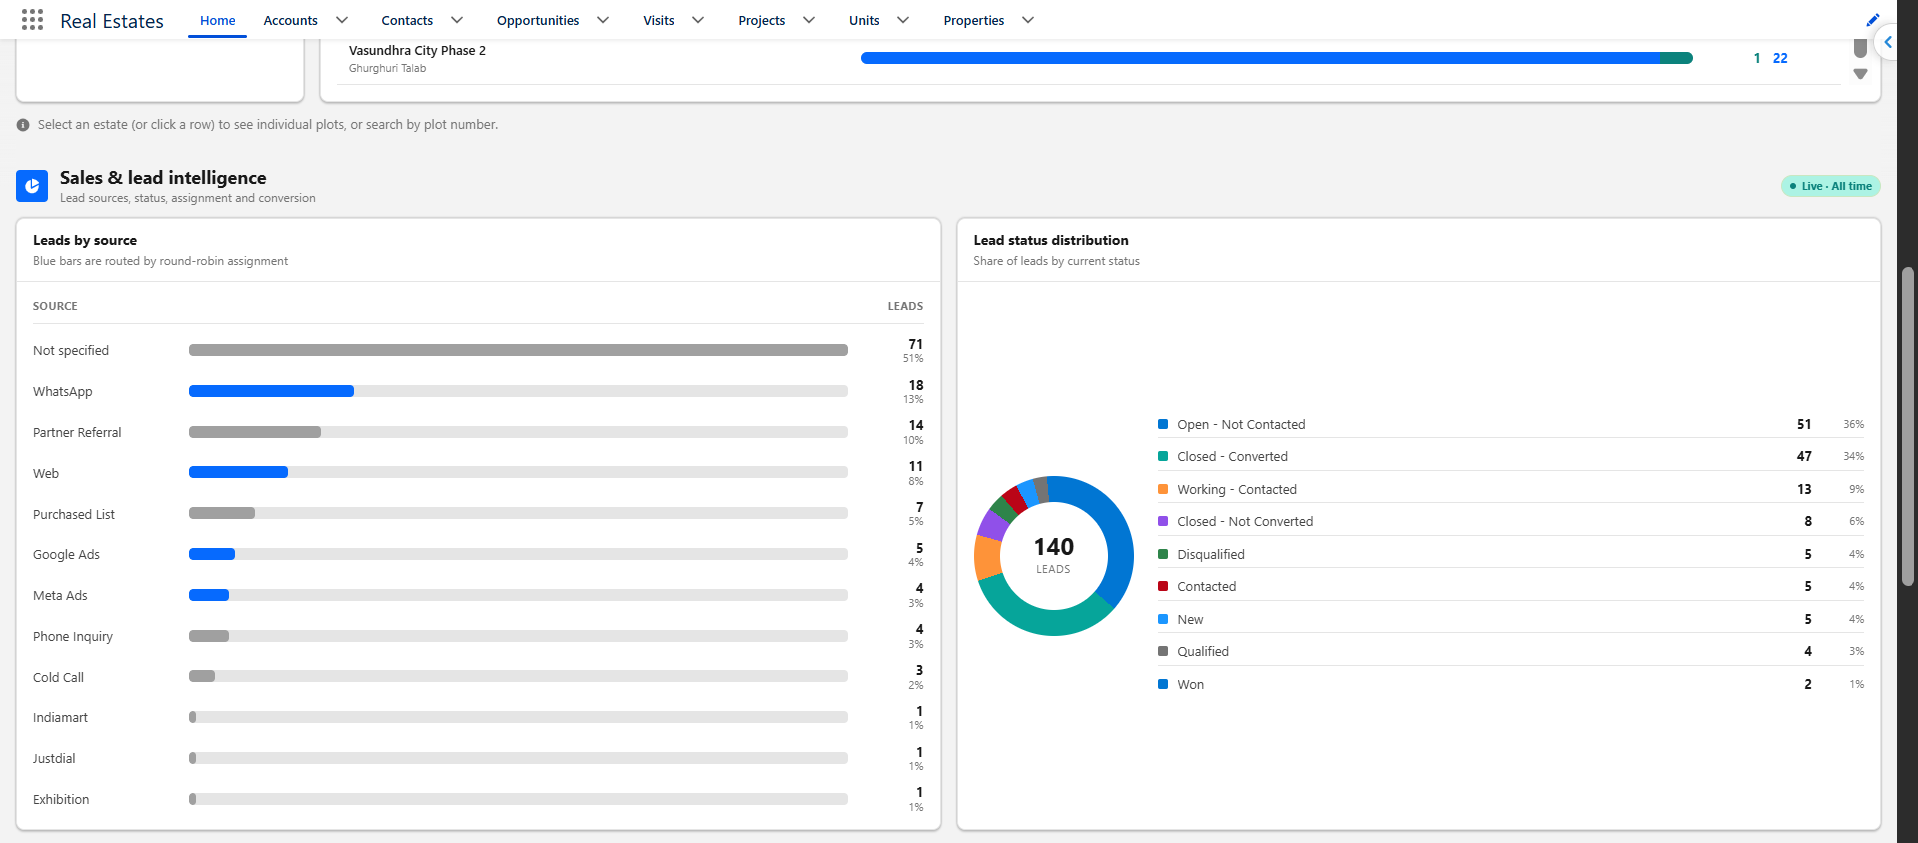 Real Estates
Home
Accounts
Contacts
Opportunities
Visits
Projects
Units
Properties
Vasundhra City Phase 2
Ghurghuri Talab
1 22
Select an estate (or click a row) to see individual plots, or search by plot number.
Sales & lead intelligence
Lead sources, status, assignment and conversion
Live · All time
Leads by source
Blue bars are routed by round-robin assignment
SOURCE LEADS
Not specified 71
51%
WhatsApp 18
13%
Partner Referral 14
10%
Web 11
8%
Purchased List 7
5%
Google Ads 5
4%
Meta Ads 4
3%
Phone Inquiry 4
3%
Cold Call 3
2%
Indiamart 1
1%
Justdial 1
1%
Exhibition 1
1%
Lead status distribution
Share of leads by current status
140
LEADS
Open - Not Contacted 51 36%
Closed - Converted 47 34%
Working - Contacted 13 9%
Closed - Not Converted 8 6%
Disqualified 5 4%
Contacted 5 4%
New 5 4%
Qualified 4 3%
Won 2 1%